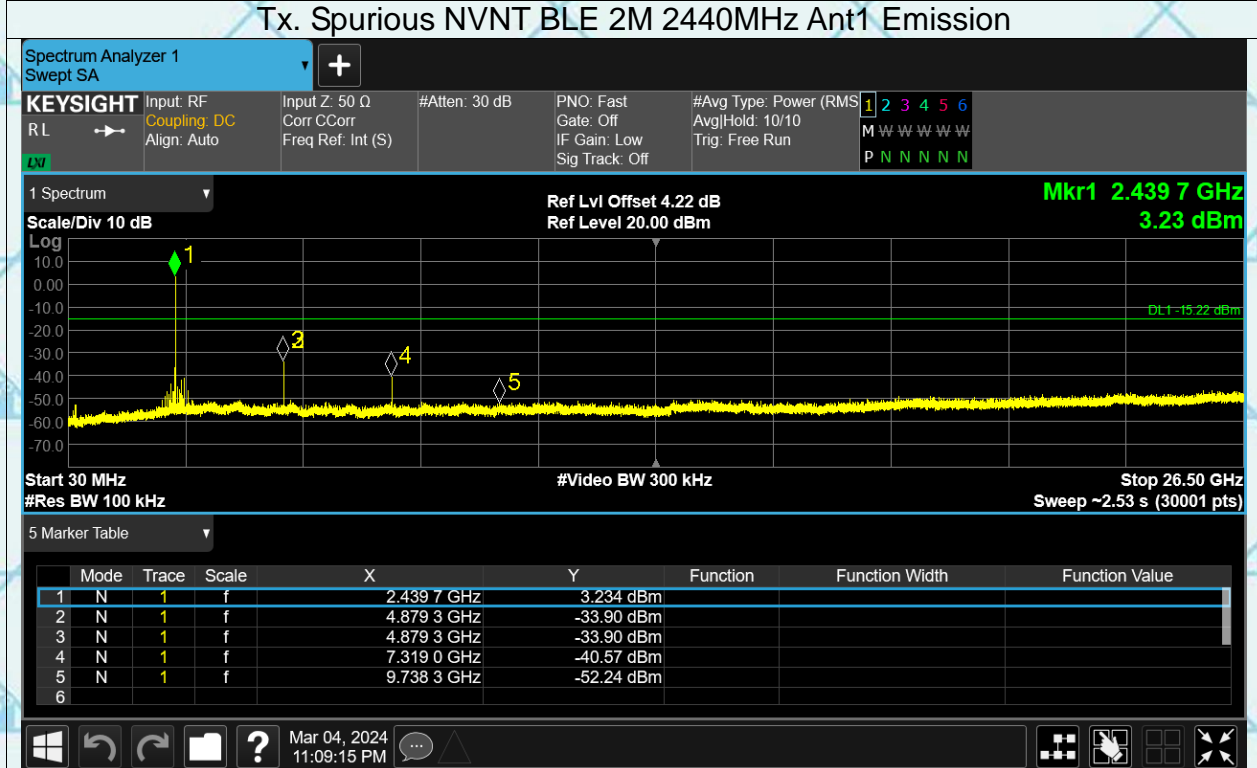 Tx. Spurious NVNT BLE 2M 2440MHz Ant1 Emission
Spectrum Analyzer 1
Swept SA
KEYSIGHT
R L
LXI
Input: RF
Coupling: DC
Align: Auto
Input Z: 50 Ω
Corr CCorr
Freq Ref: Int (S)
#Atten: 30 dB
PNO: Fast
Gate: Off
IF Gain: Low
Sig Track: Off
#Avg Type: Power (RMS
Avg|Hold: 10/10
Trig: Free Run
1 2 3 4 5 6
M W W W W W
P N N N N N
1 Spectrum
Scale/Div 10 dB
Log
Ref Lvl Offset 4.22 dB
Ref Level 20.00 dBm
Mkr1 2.439 7 GHz
3.23 dBm
10.0
0.00
-10.0
-20.0
-30.0
-40.0
-50.0
-60.0
-70.0
1
4
5
DL1 -15.22 dBm
Start 30 MHz
#Res BW 100 kHz
#Video BW 300 kHz
Stop 26.50 GHz
Sweep ~2.53 s (30001 pts)
5 Marker Table
Mode Trace Scale X Y Function Function Width Function Value
1 N 1 f 2.439 7 GHz 3.234 dBm
2 N 1 f 4.879 3 GHz -33.90 dBm
3 N 1 f 4.879 3 GHz -33.90 dBm
4 N 1 f 7.319 0 GHz -40.57 dBm
5 N 1 f 9.738 3 GHz -52.24 dBm
6
?
Mar 04, 2024
11:09:15 PM